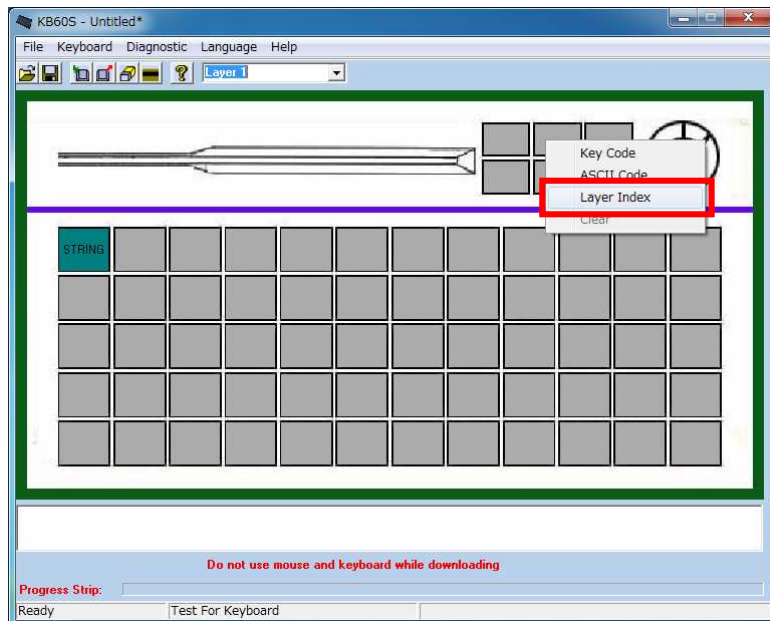 KB60S - Untitled*
File Keyboard Diagnostic Language Help
Layer 1
Key Code
ASCII Code
Layer Index
Clear
STRING
Do not use mouse and keyboard while downloading
Progress Strip:
Ready Test For Keyboard